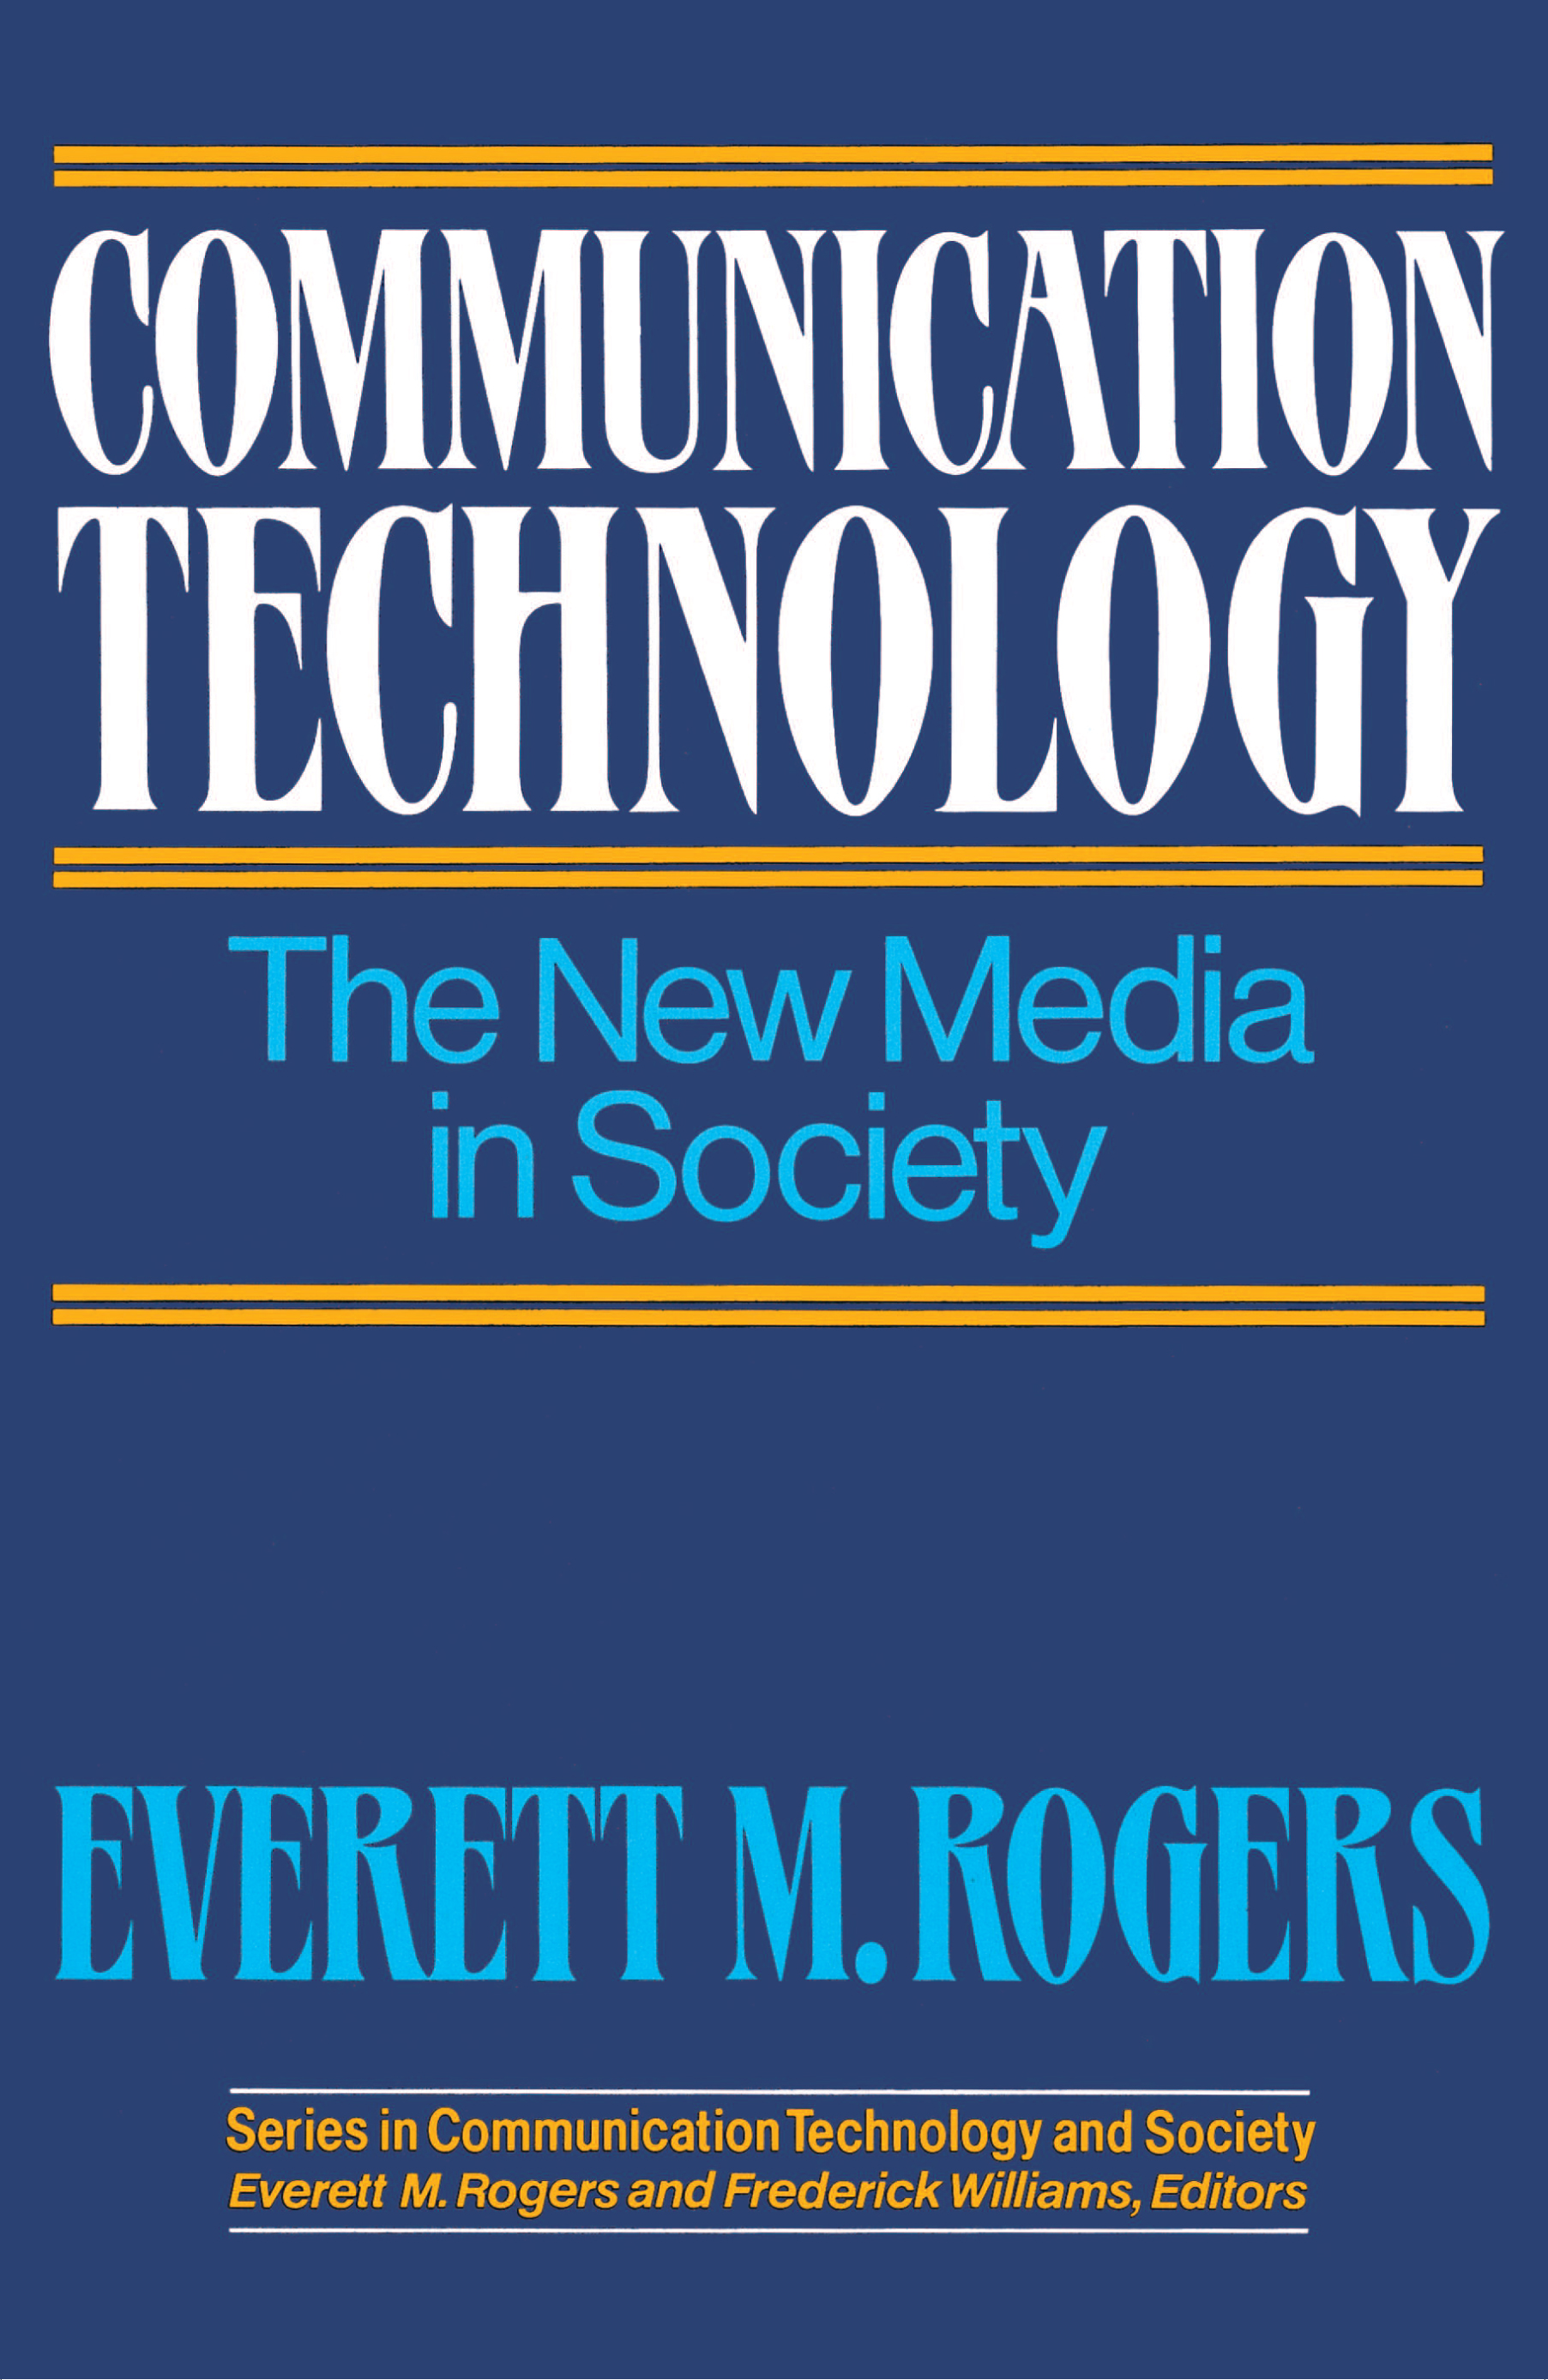 COMMUNICATION
TECHNOLOGY
The New Media
in Society
EVERETT M. ROGERS
Series in Communication Technology and Society
Everett M. Rogers and Frederick Williams, Editors